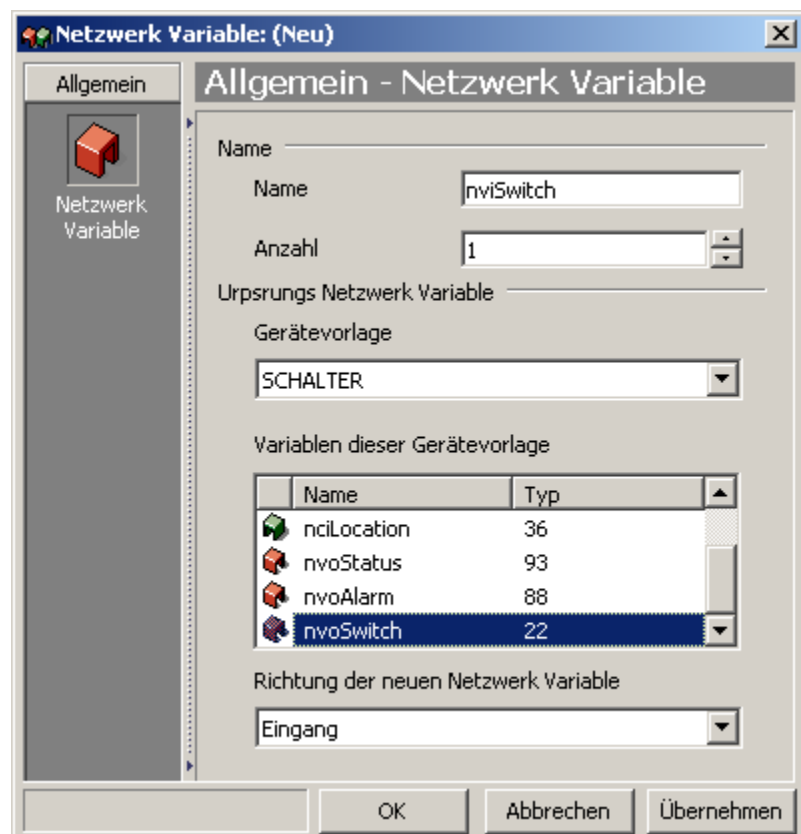 Netzwerk Variable: (Neu)
Allgemein
Allgemein - Netzwerk Variable
Netzwerk
Variable
Name
Name nviSwitch
Anzahl 1
Urpsrungs Netzwerk Variable
Gerätevorlage
SCHALTER
Variablen dieser Gerätevorlage
Name Typ
nciLocation 36
nvoStatus 93
nvoAlarm 88
nvoSwitch 22
Richtung der neuen Netzwerk Variable
Eingang
OK Abbrechen Übernehmen